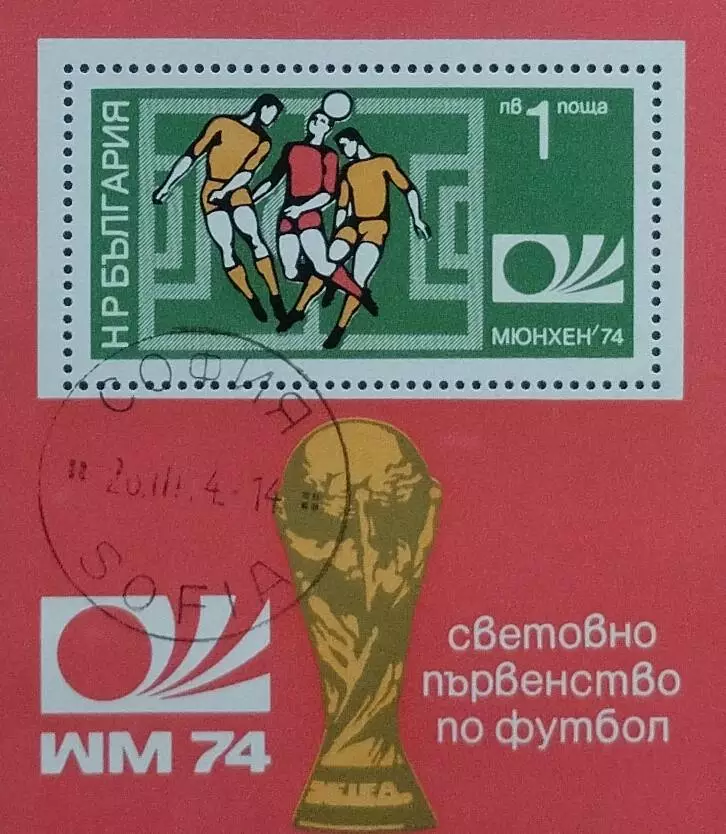 НР БЪЛГАРИЯ
лв 1 поща
МЮНХЕН'74
СОФИЯ
SOFIA
WM 74
световно
първенство
по футбол